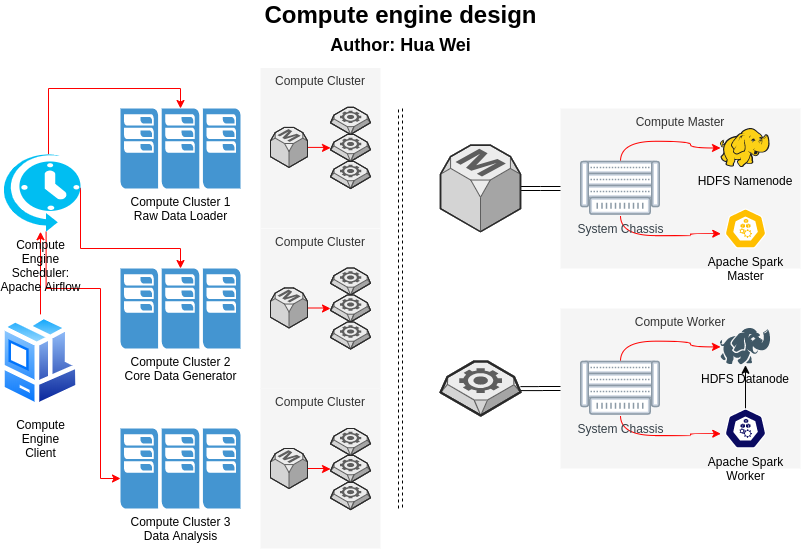 Compute engine design
Author: Hua Wei
Compute
Engine
Scheduler:
Apache Airflow
Compute
Engine
Client
Compute Cluster 1
Raw Data Loader
Compute Cluster 2
Core Data Generator
Compute Cluster 3
Data Analysis
Compute Cluster
M
Compute Cluster
M
Compute Cluster
M
M
Compute Master
System Chassis
HDFS Namenode
Apache Spark
Master
Compute Worker
System Chassis
HDFS Datanode
Apache Spark
Worker